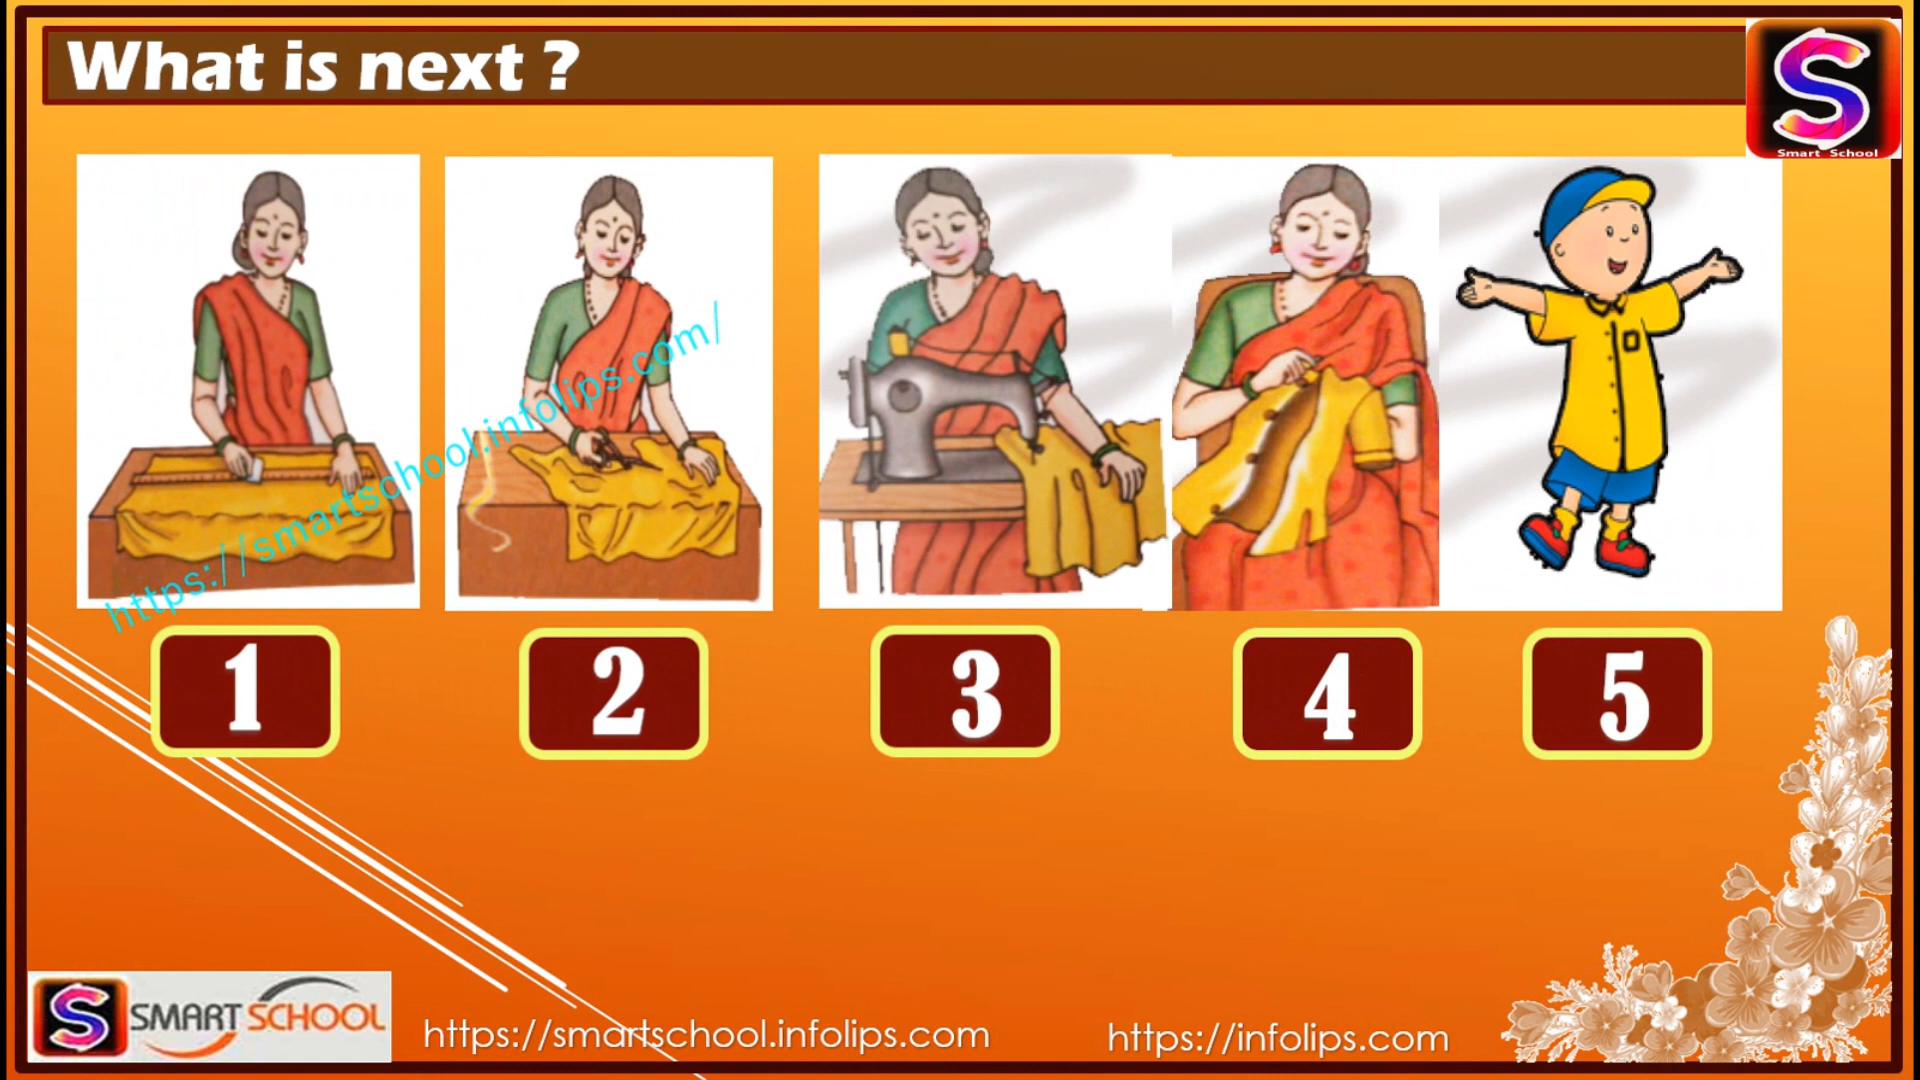 What is next ?
S
Smart School
https://smartschool.infolips.com/
1
2
3
4
5
S SMART SCHOOL
https://smartschool.infolips.com
https://infolips.com